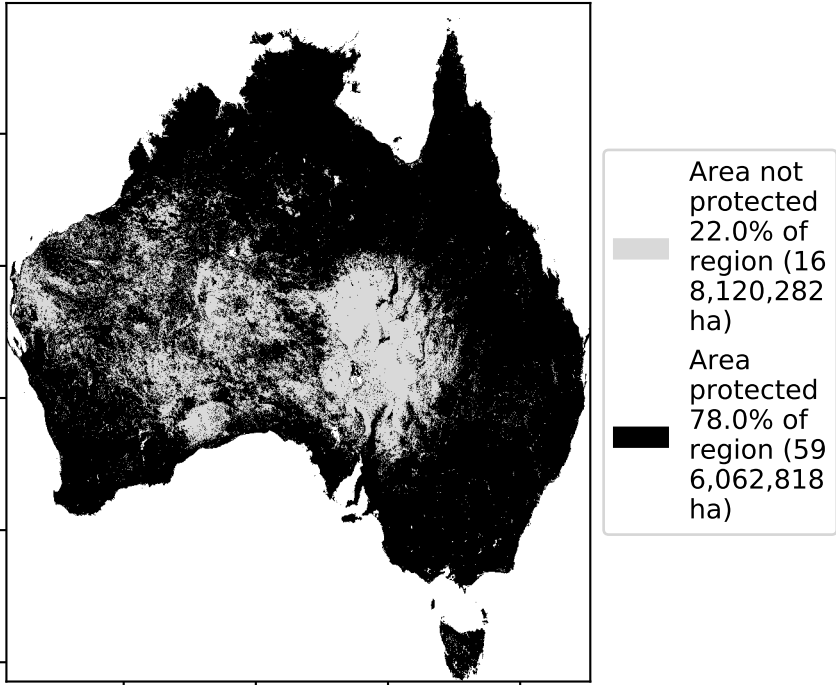 Area not
protected
22.0% of
region (16
8,120,282
ha)
Area
protected
78.0% of
region (59
6,062,818
ha)